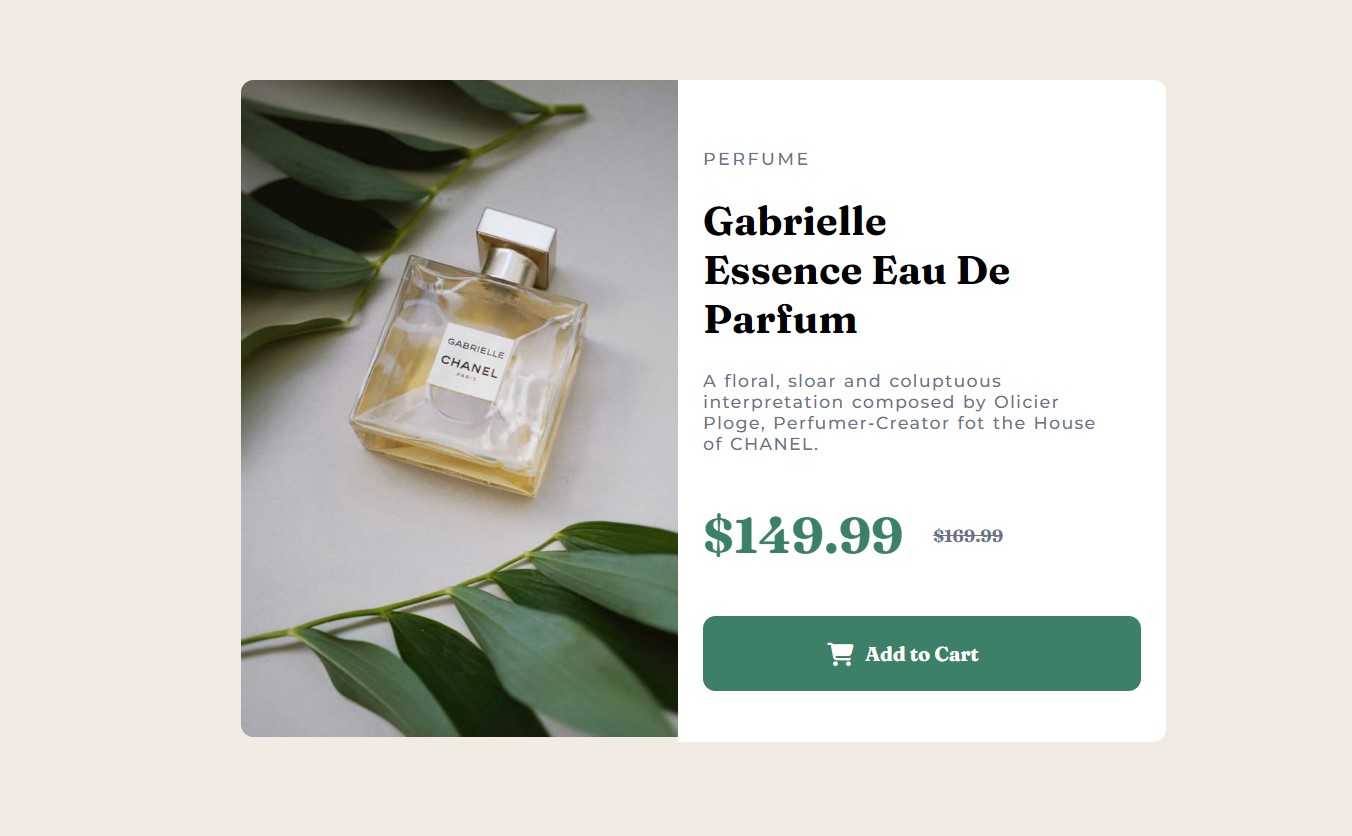 GABRIELLE
CHANEL
PARIS
PERFUME
Gabrielle
Essence Eau De
Parfum
A floral, sloar and coluptuous
interpretation composed by Olicier
Ploge, Perfumer-Creator fot the House
of CHANEL.
$149.99 $169.99
Add to Cart